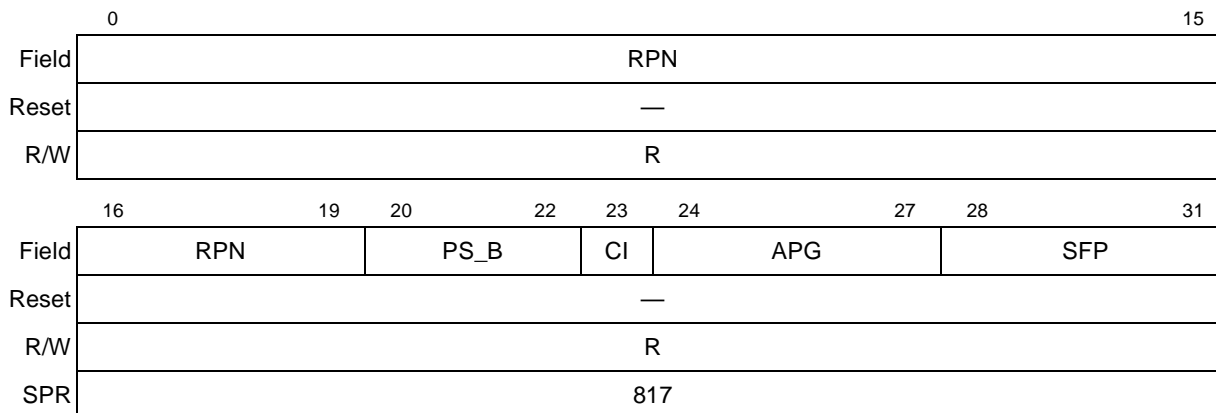 0 15
Field RPN
Reset —
R/W R
16 19 20 22 23 24 27 28 31
Field RPN PS_B CI APG SFP
Reset —
R/W R
SPR 817